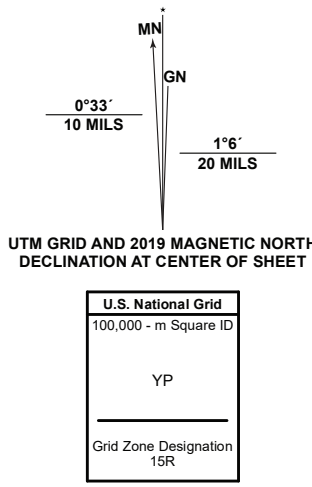 MN
GN
0°33´
10 MILS
1°6´
20 MILS
UTM GRID AND 2019 MAGNETIC NORTH
DECLINATION AT CENTER OF SHEET
U.S. National Grid
100,000 - m Square ID
YP
Grid Zone Designation
15R